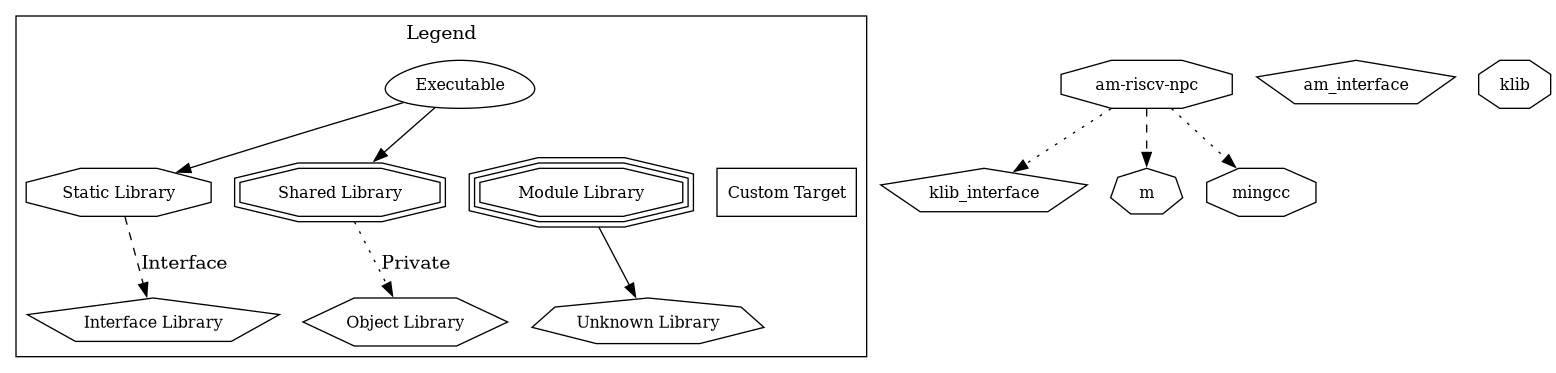 Legend
Executable
Static Library
Shared Library
Module Library
Custom Target
Interface
Private
Interface Library
Object Library
Unknown Library
am-riscv-npc
am_interface
klib
klib_interface
m
mingcc